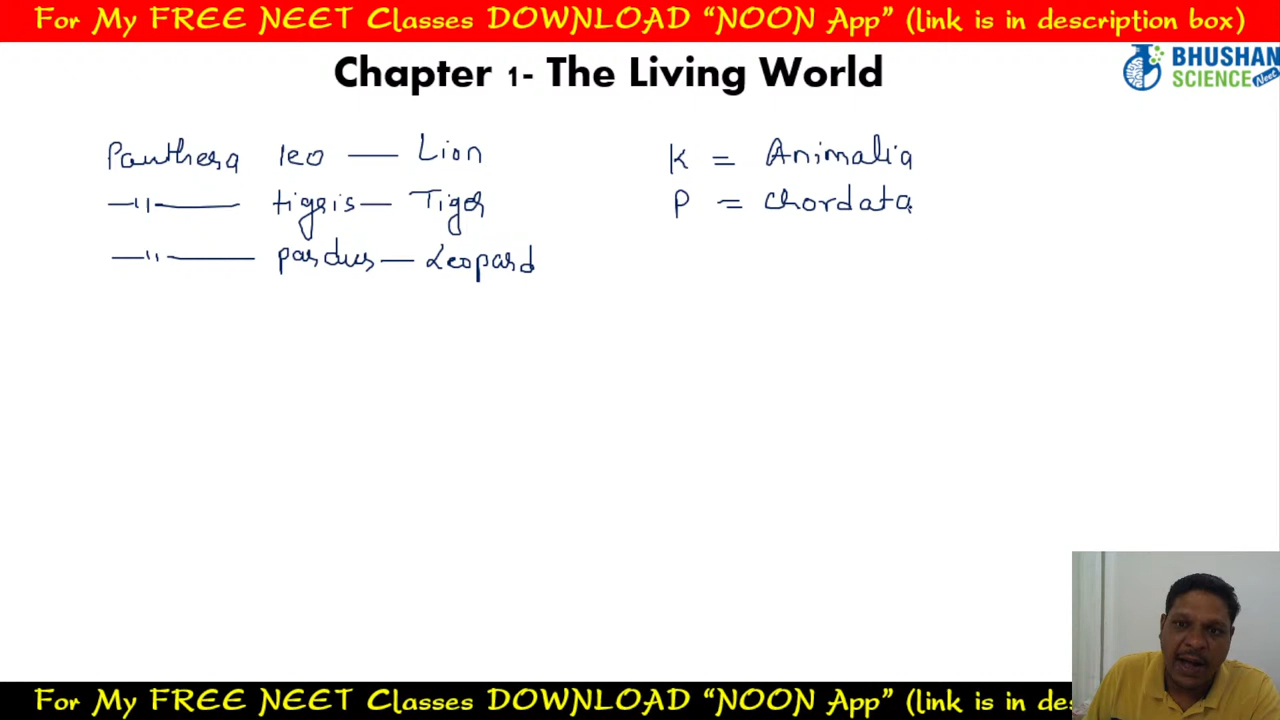 For My FREE NEET Classes DOWNLOAD “NOON App” (link is in description box)
Chapter 1- The Living World
BHUSHAN
SCIENCE Neet
Panthera leo — Lion
—"— tigris — Tiger
—"— pardus — Leopard
K = Animalia
P = Chordata
For My FREE NEET Classes DOWNLOAD “NOON App” (link is in des